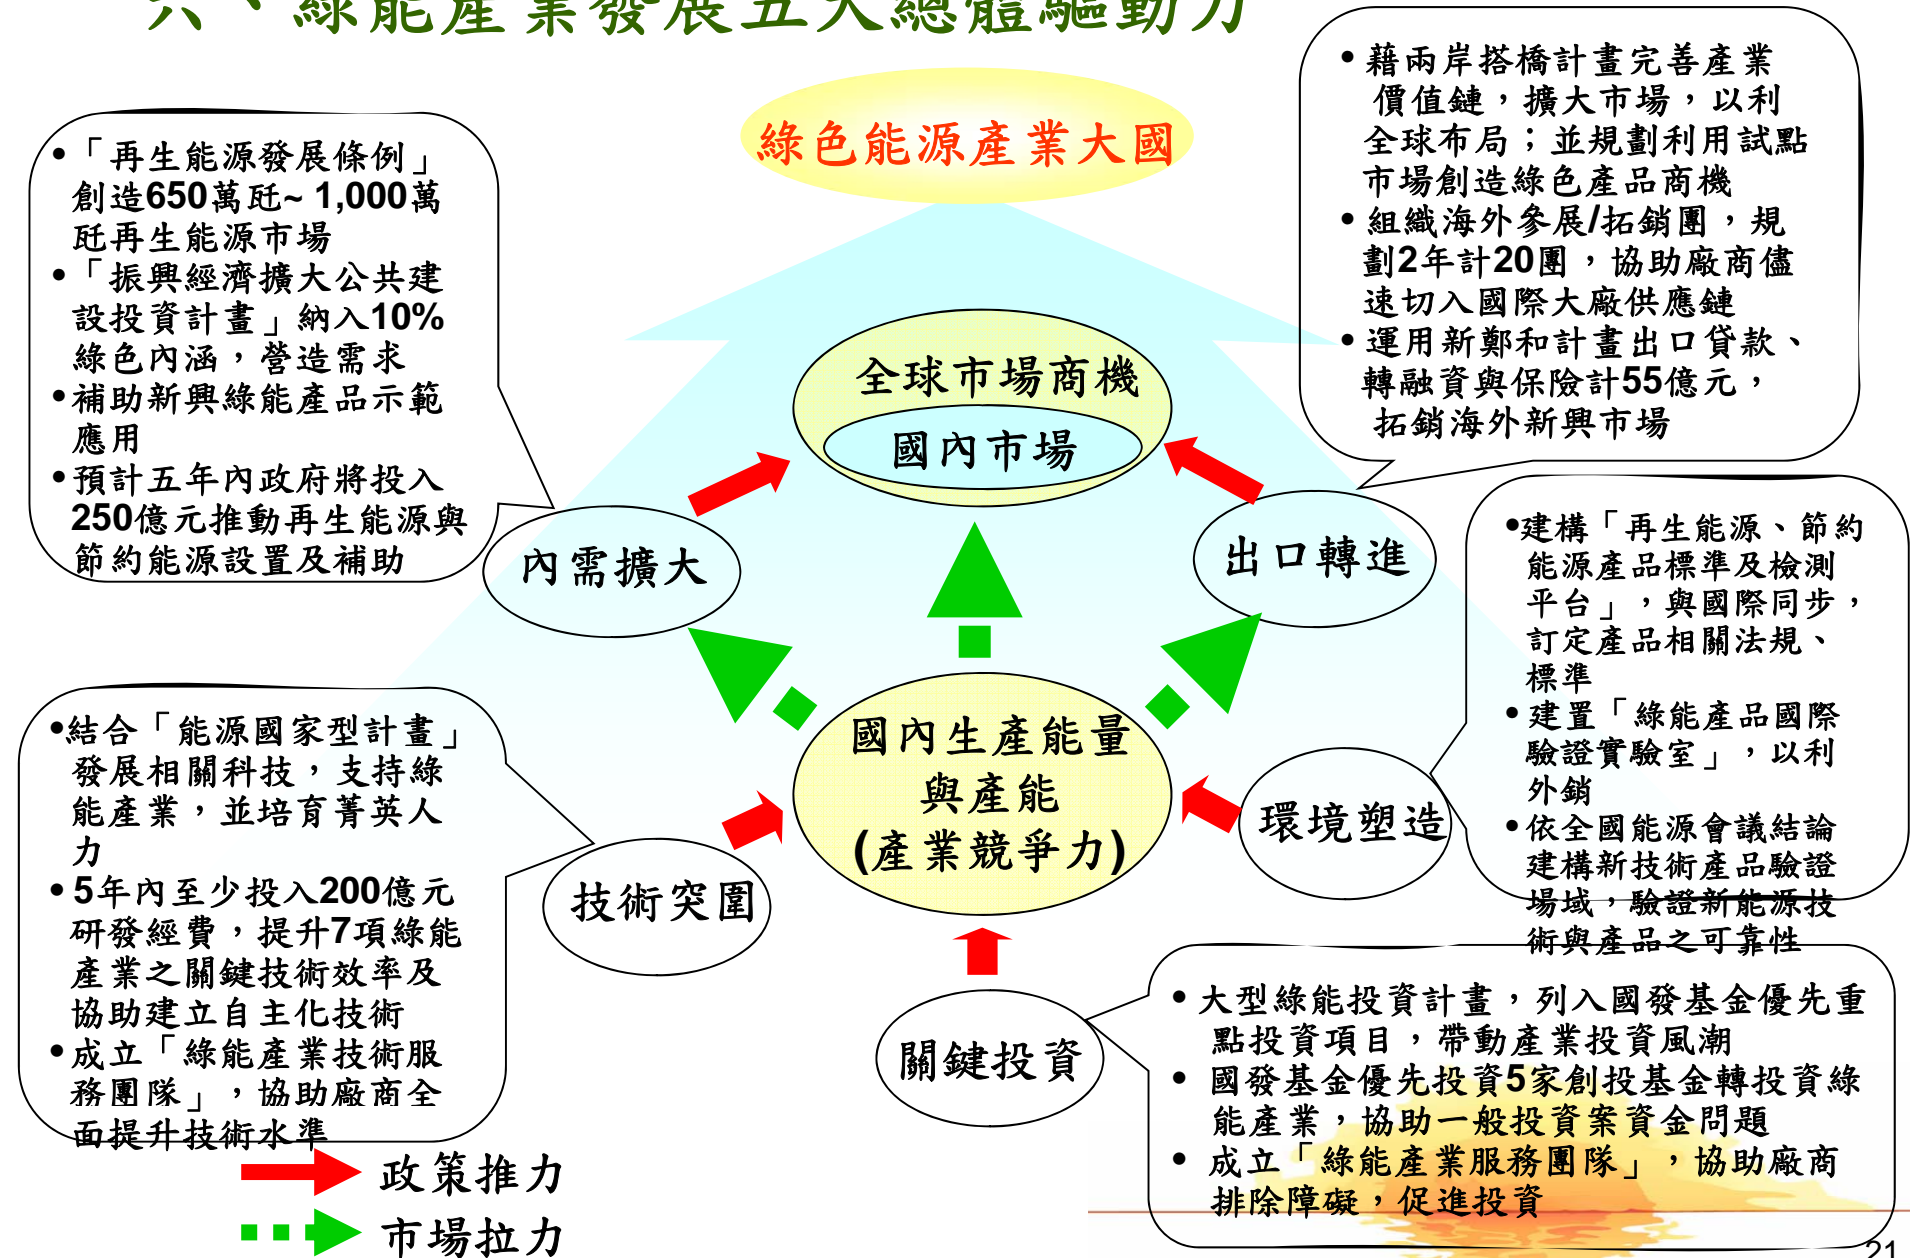 六、綠能產業發展五大總體驅動力
綠色能源產業大國
•「再生能源發展條例」
創造650萬瓩~ 1,000萬
瓩再生能源市場
•「振興經濟擴大公共建
設投資計畫」納入10%
綠色內涵，營造需求
•補助新興綠能產品示範
應用
•預計五年內政府將投入
250億元推動再生能源與
節約能源設置及補助
•藉兩岸搭橋計畫完善產業
價值鏈，擴大市場，以利
全球布局；並規劃利用試點
市場創造綠色產品商機
•組織海外參展/拓銷團，規
劃2年計20團，協助廠商儘
速切入國際大廠供應鏈
•運用新鄭和計畫出口貸款、
轉融資與保險計55億元，
拓銷海外新興市場
全球市場商機
國內市場
內需擴大
出口轉進
•建構「再生能源、節約
能源產品標準及檢測
平台」，與國際同步，
訂定產品相關法規、
標準
•建置「綠能產品國際
驗證實驗室」，以利
外銷
•依全國能源會議結論
建構新技術產品驗證
場域，驗證新能源技
術與產品之可靠性
•結合「能源國家型計畫」
發展相關科技，支持綠
能產業，並培育菁英人
力
•5年內至少投入200億元
研發經費，提升7項綠能
產業之關鍵技術效率及
協助建立自主化技術
•成立「綠能產業技術服
務團隊」，協助廠商全
面提升技術水準
國內生產能量
與產能
(產業競爭力)
技術突圍
環境塑造
關鍵投資
•大型綠能投資計畫，列入國發基金優先重
點投資項目，帶動產業投資風潮
•國發基金優先投資5家創投基金轉投資綠
能產業，協助一般投資案資金問題
•成立「綠能產業服務團隊」，協助廠商
排除障礙，促進投資
政策推力
市場拉力
21